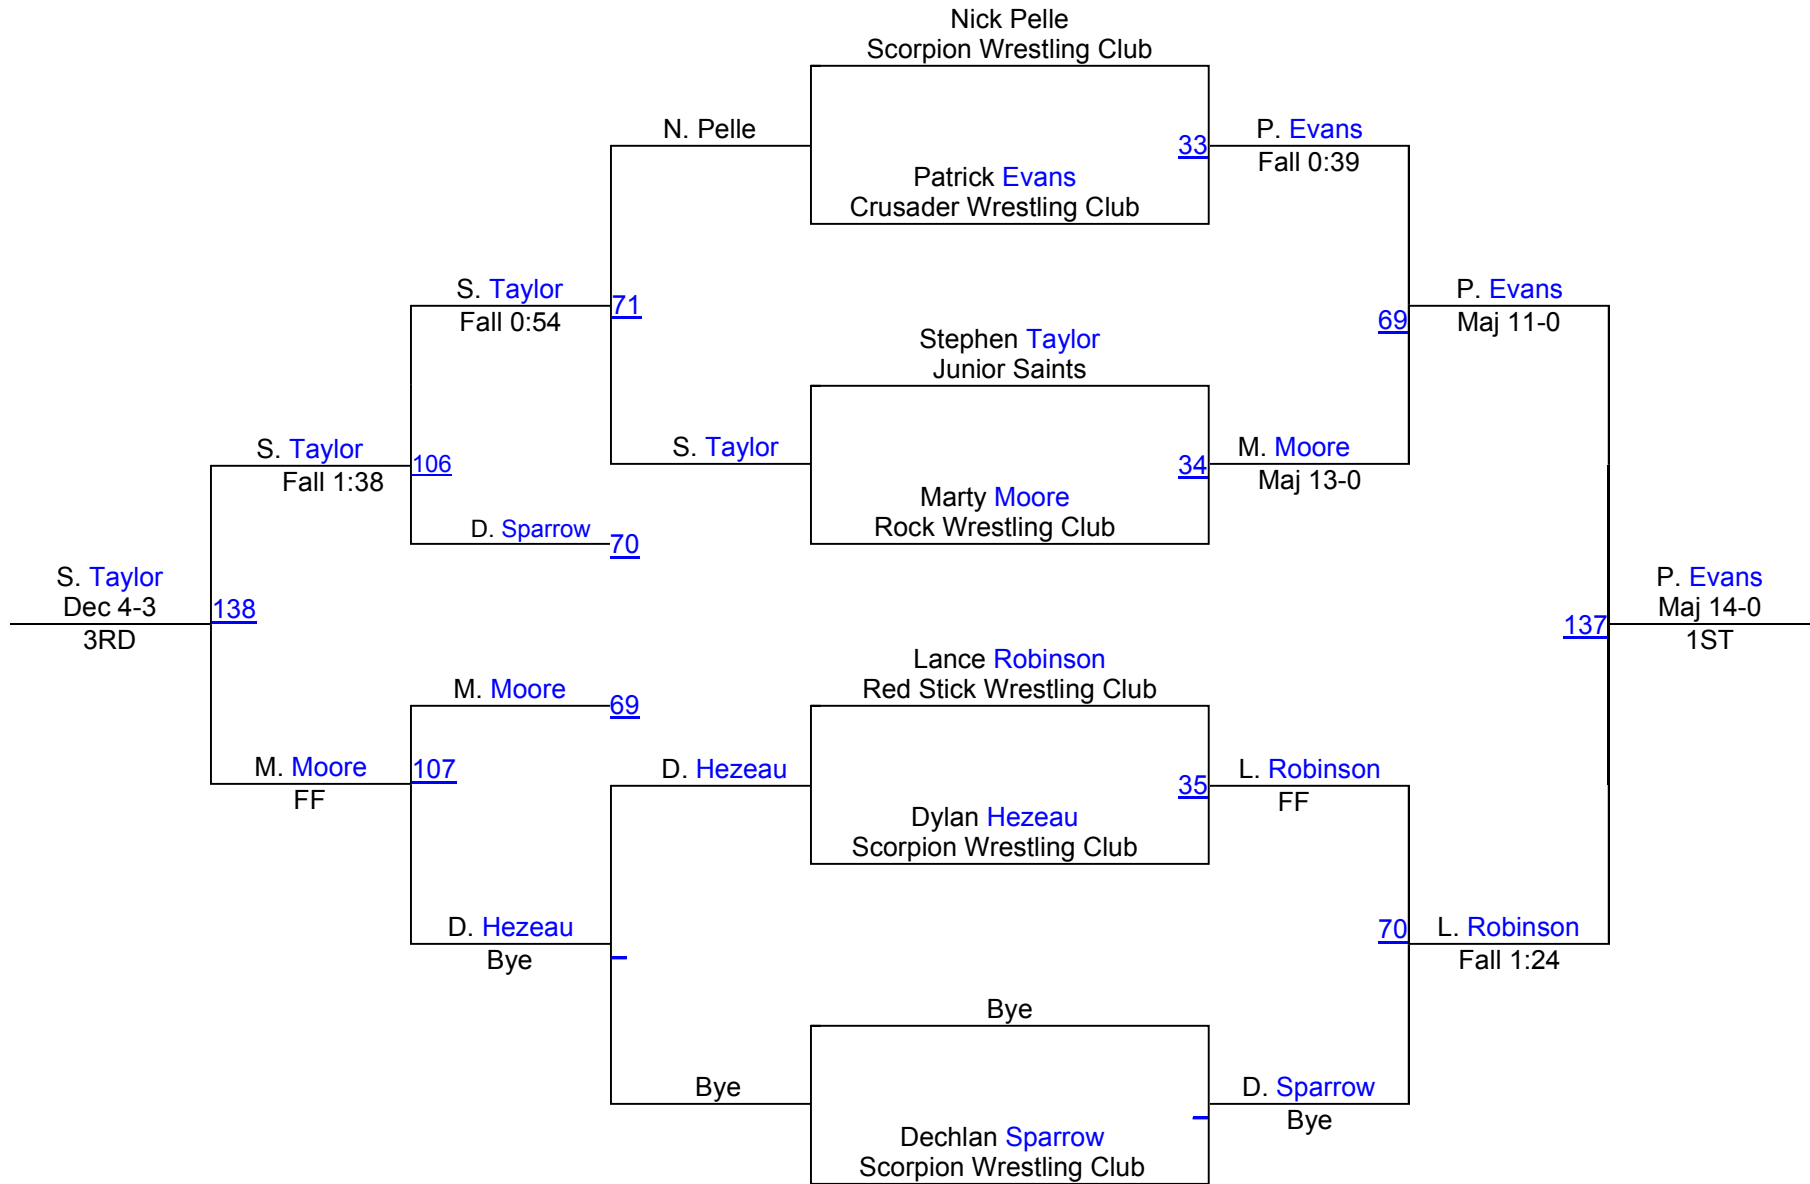 Nick Pelle
Scorpion Wrestling Club
N. Pelle
33
P. Evans
Fall 0:39
Patrick Evans
Crusader Wrestling Club
S. Taylor
Fall 0:54
71
P. Evans
Maj 11-0
69
Stephen Taylor
Junior Saints
S. Taylor
Fall 1:38
106
S. Taylor
34
M. Moore
Maj 13-0
Marty Moore
Rock Wrestling Club
D. Sparrow
70
S. Taylor
Dec 4-3
3RD
138
P. Evans
Maj 14-0
1ST
137
Lance Robinson
Red Stick Wrestling Club
M. Moore
69
M. Moore
FF
107
D. Hezeau
35
L. Robinson
FF
Dylan Hezeau
Scorpion Wrestling Club
D. Hezeau
Bye
70
L. Robinson
Fall 1:24
Bye
Bye
D. Sparrow
Bye
Dechlan Sparrow
Scorpion Wrestling Club